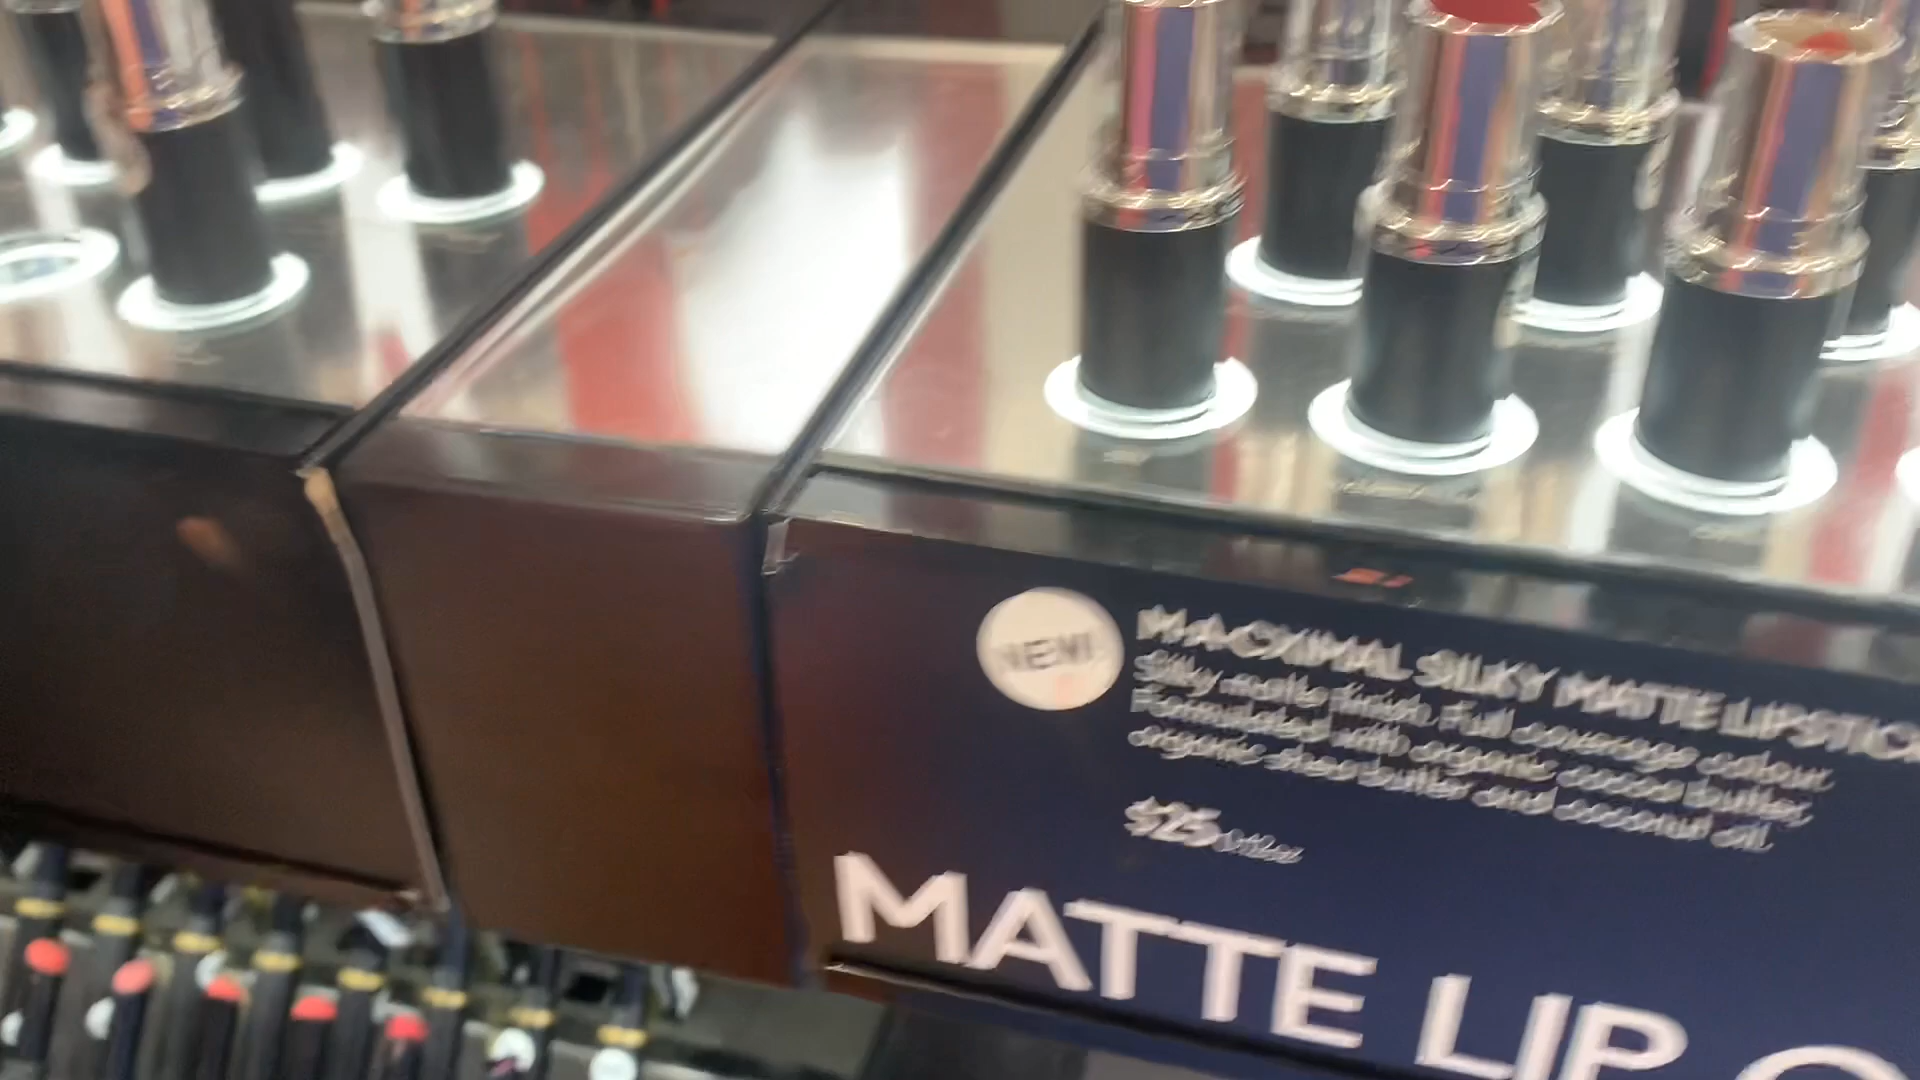 NEW!
M·A·CXIMAL SILKY MATTE LIPSTIC
Silky matte finish. Full coverage colour.
Formulated with organic cocoa butter,
organic shea butter and coconut oil.
$25
MATTE LIP